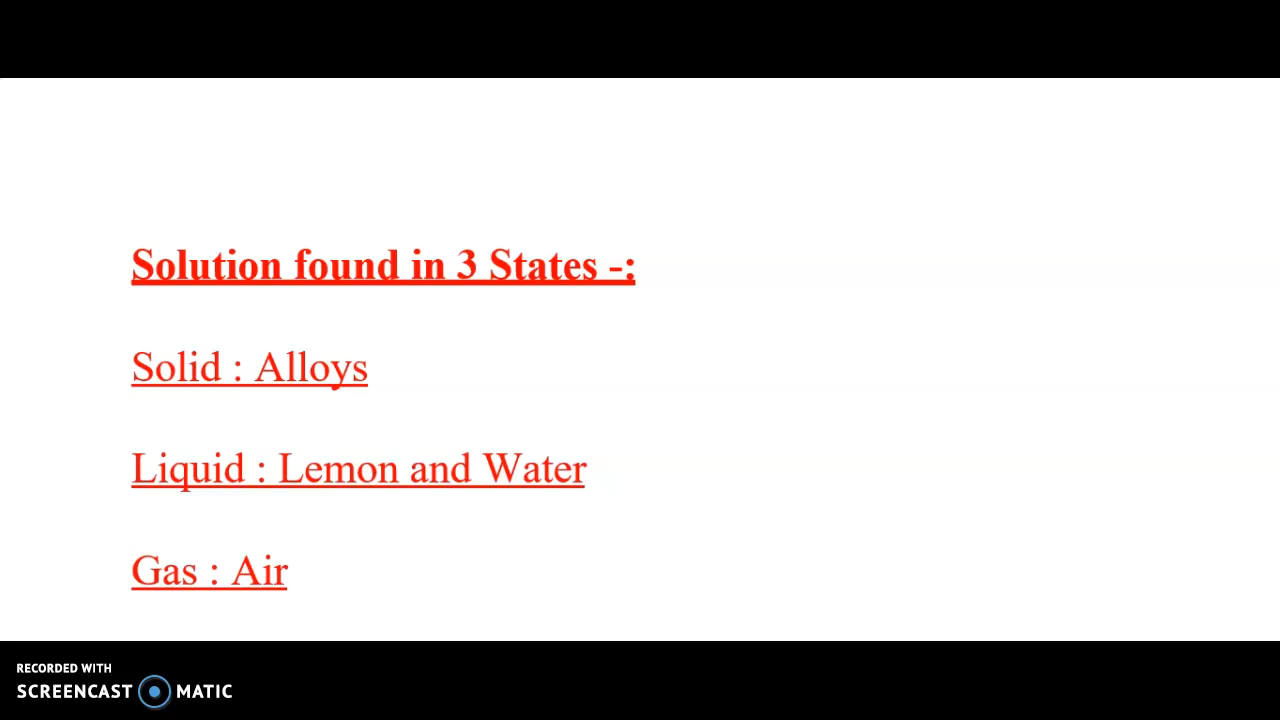 Solution found in 3 States -:
Solid : Alloys
Liquid : Lemon and Water
Gas : Air
RECORDED WITH
SCREENCAST MATIC